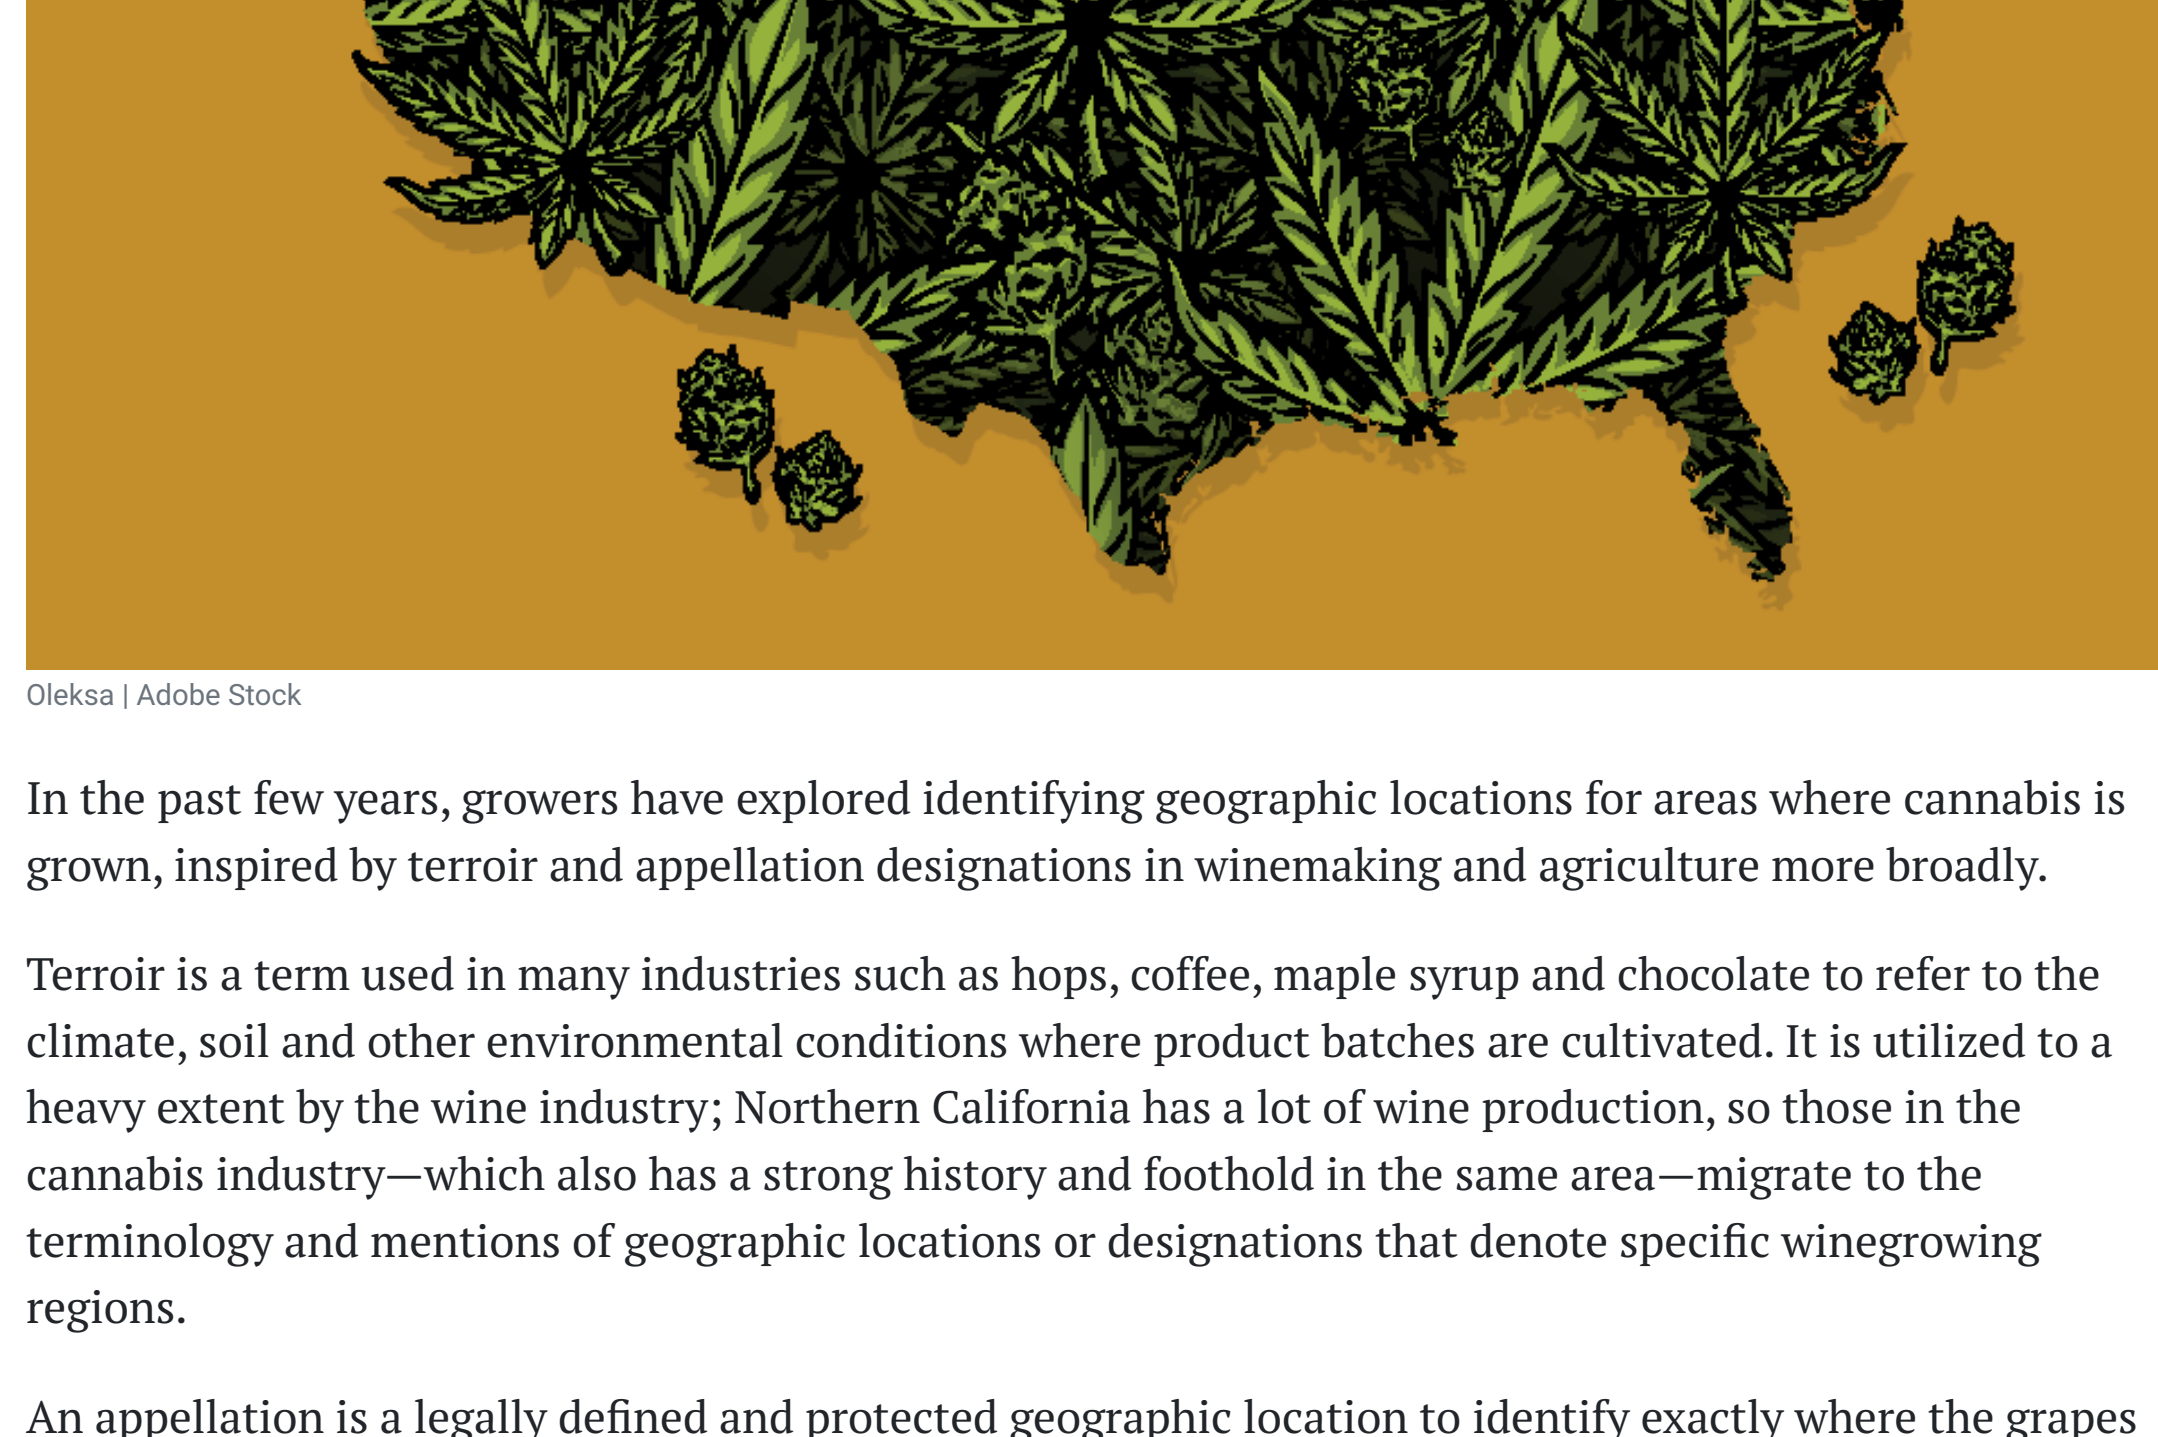 Oleksa | Adobe Stock
In the past few years, growers have explored identifying geographic locations for areas where cannabis is
grown, inspired by terroir and appellation designations in winemaking and agriculture more broadly.
Terroir is a term used in many industries such as hops, coffee, maple syrup and chocolate to refer to the
climate, soil and other environmental conditions where product batches are cultivated. It is utilized to a
heavy extent by the wine industry; Northern California has a lot of wine production, so those in the
cannabis industry—which also has a strong history and foothold in the same area—migrate to the
terminology and mentions of geographic locations or designations that denote specific winegrowing
regions.
An appellation is a legally defined and protected geographic location to identify exactly where the grapes